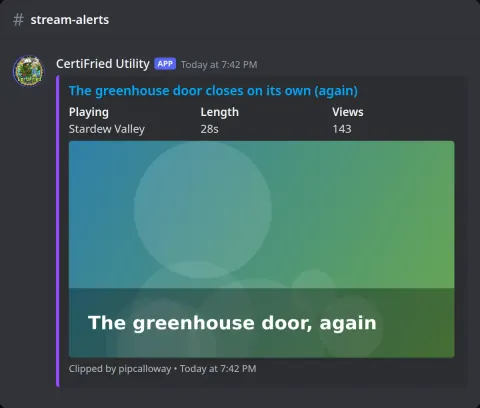 # stream-alerts
CertiFried Utility APP Today at 7:42 PM
The greenhouse door closes on its own (again)
Playing Length Views
Stardew Valley 28s 143
The greenhouse door, again
Clipped by pipcalloway • Today at 7:42 PM